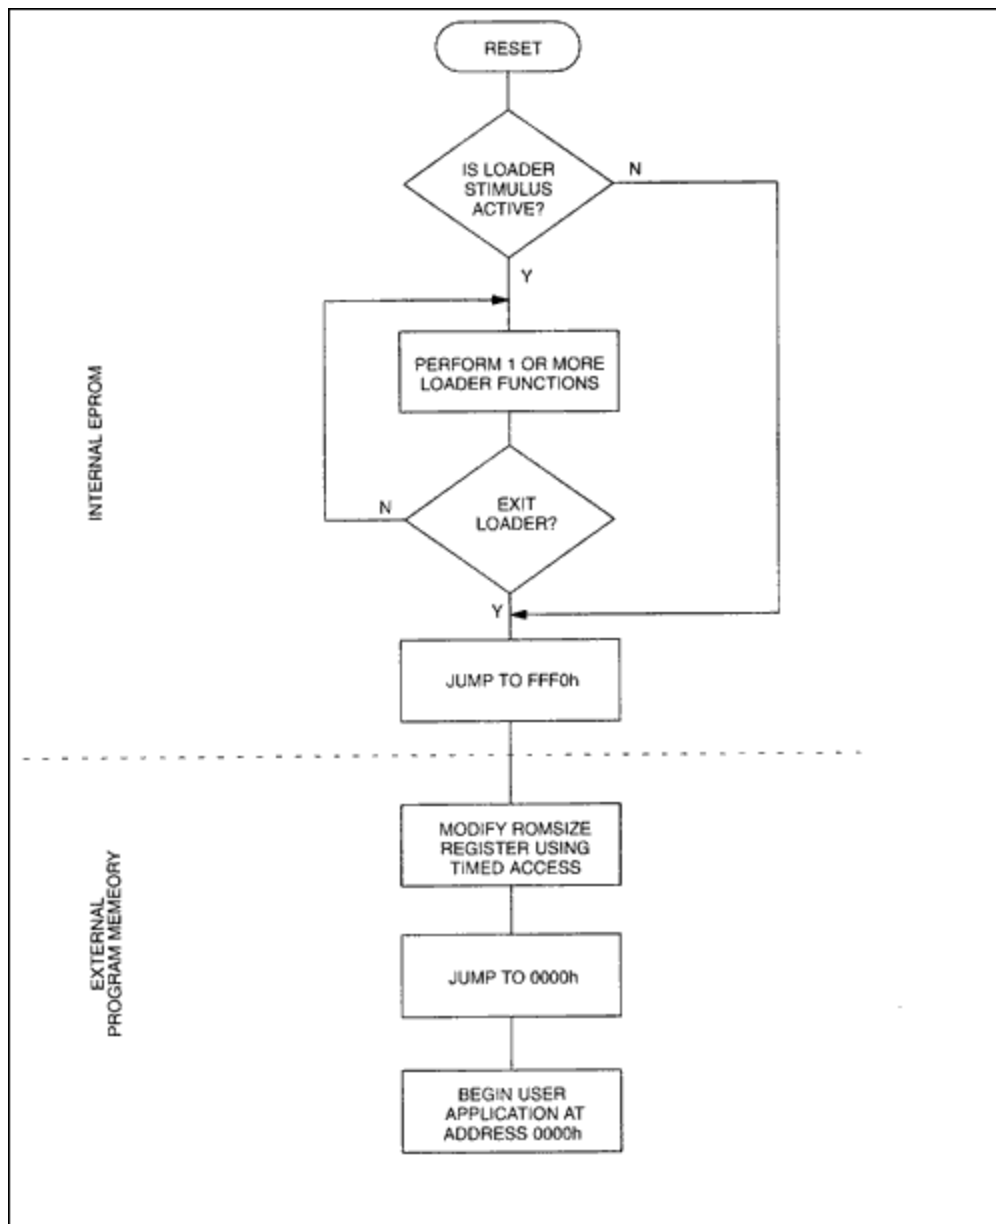 RESET
IS LOADER
STIMULUS
ACTIVE?
N
Y
PERFORM 1 OR MORE
LOADER FUNCTIONS
INTERNAL EPROM
EXIT
LOADER?
N
Y
JUMP TO FFF0h
MODIFY ROMSIZE
REGISTER USING
TIMED ACCESS
EXTERNAL
PROGRAM MEMEORY
JUMP TO 0000h
BEGIN USER
APPLICATION AT
ADDRESS 0000h